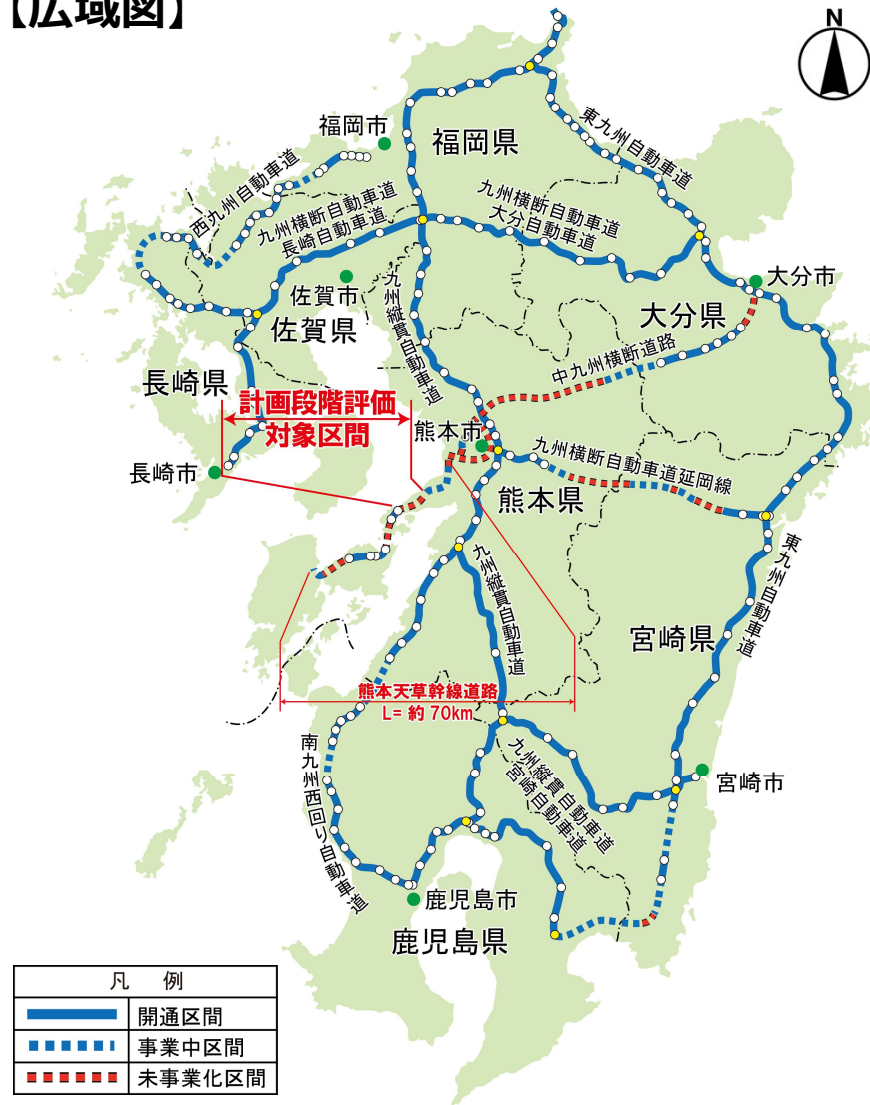 【広域図】
N
福岡市
福岡県
東九州自動車道
西九州自動車道
九州横断自動車道
長崎自動車道
九州横断自動車道
大分自動車道
大分市
佐賀市
佐賀県
九州縦貫自動車道
大分県
中九州横断道路
長崎県
計画段階評価
対象区間
熊本市
長崎市
九州横断自動車道延岡線
熊本県
九州縦貫自動車道
東九州自動車道
宮崎県
熊本天草幹線道路
L= 約 70km
南九州西回り自動車道
九州縦貫自動車道
宮崎自動車道
宮崎市
鹿児島市
鹿児島県
凡 例
開通区間
事業中区間
未事業化区間